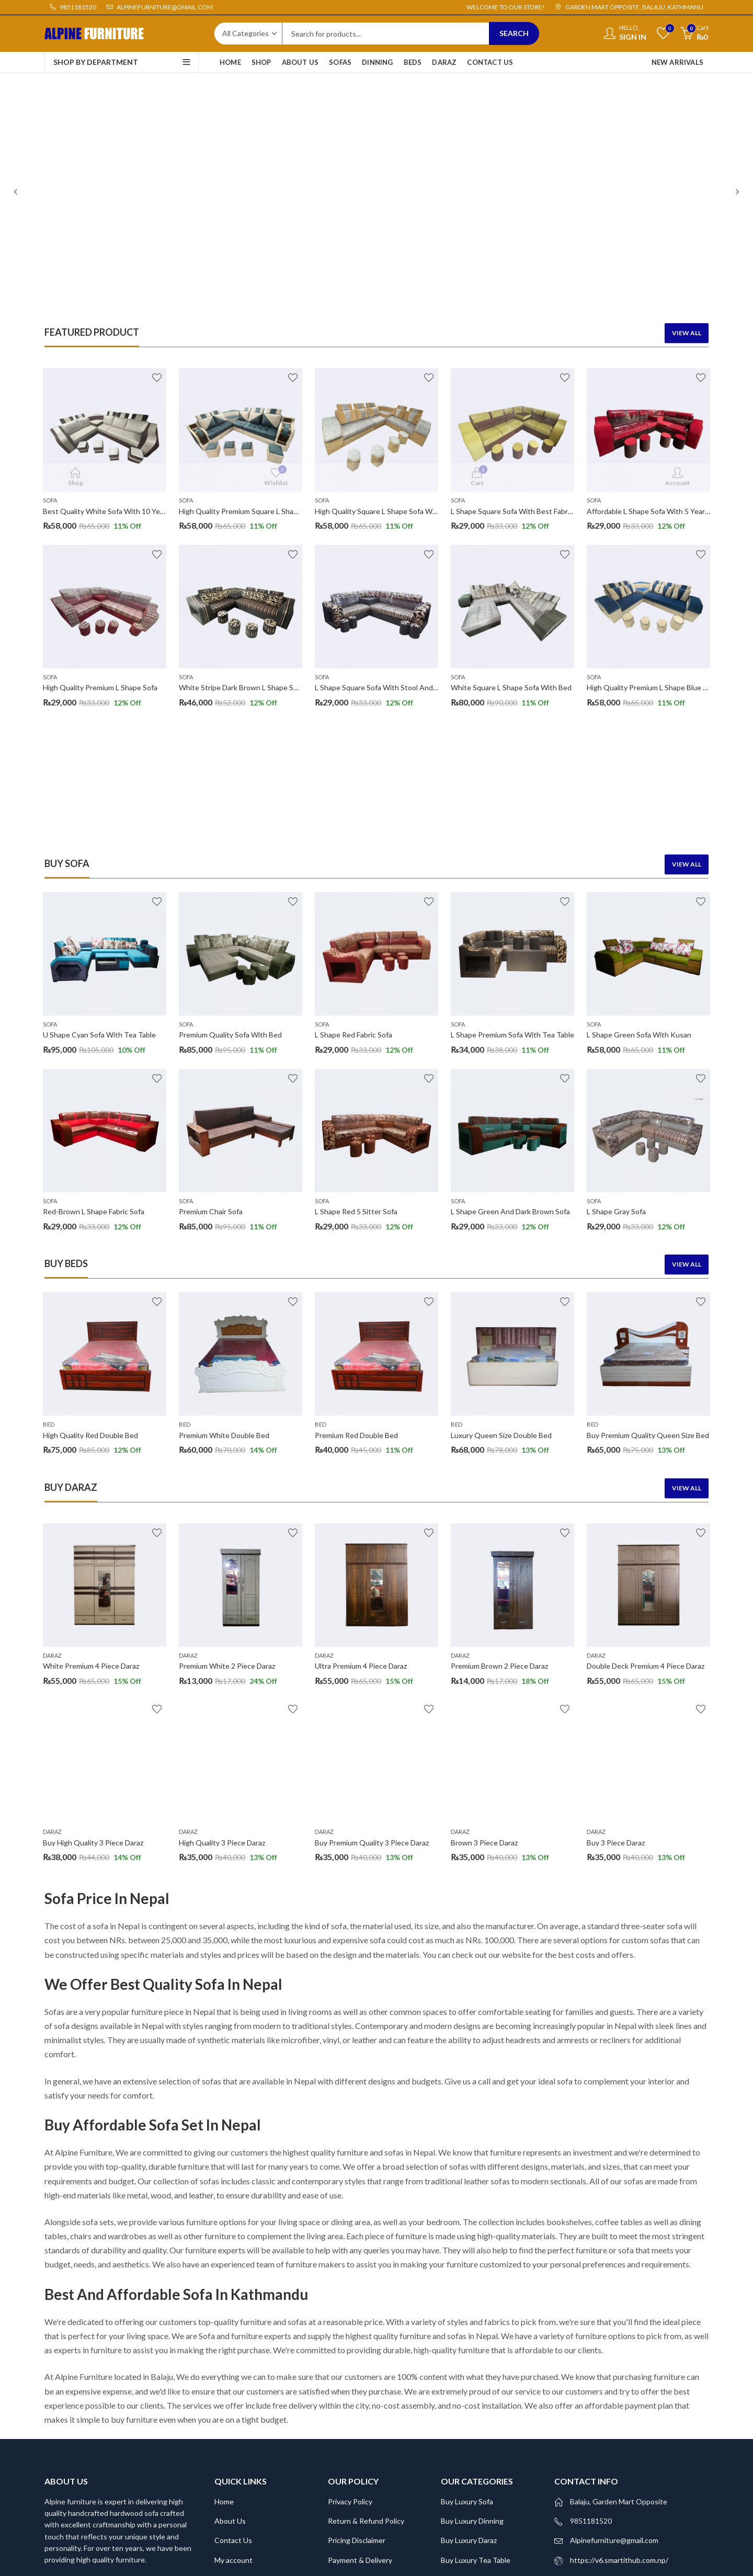 9851181520 ALPINEFURNITURE@GMAIL.COM WELCOME TO OUR STORE! GARDEN MART OPPOSITE, BALAJU, KATHMANU
ALPINE FURNITURE All Categories Search for products... SEARCH HELLO, SIGN IN 0 0 Cart ₨0
SHOP BY DEPARTMENT HOME SHOP ABOUT US SOFAS DINNING BEDS DARAZ CONTACT US NEW ARRIVALS
FEATURED PRODUCT VIEW ALL
Shop 0 Wishlist 0 Cart Account
SOFA SOFA SOFA SOFA SOFA
Best Quality White Sofa With 10 Ye... High Quality Premium Square L Sha... High Quality Square L Shape Sofa W... L Shape Square Sofa With Best Fabr... Affordable L Shape Sofa With 5 Year...
₨58,000 ₨65,000 11% Off ₨58,000 ₨65,000 11% Off ₨58,000 ₨65,000 11% Off ₨29,000 ₨33,000 12% Off ₨29,000 ₨33,000 12% Off
SOFA SOFA SOFA SOFA SOFA
High Quality Premium L Shape Sofa White Stripe Dark Brown L Shape S... L Shape Square Sofa With Stool And... White Square L Shape Sofa With Bed High Quality Premium L Shape Blue ...
₨29,000 ₨33,000 12% Off ₨46,000 ₨52,000 12% Off ₨29,000 ₨33,000 12% Off ₨80,000 ₨90,000 11% Off ₨58,000 ₨65,000 11% Off
BUY SOFA VIEW ALL
SOFA SOFA SOFA SOFA SOFA
U Shape Cyan Sofa With Tea Table Premium Quality Sofa With Bed L Shape Red Fabric Sofa L Shape Premium Sofa With Tea Table L Shape Green Sofa With Kusan
₨95,000 ₨105,000 10% Off ₨85,000 ₨95,000 11% Off ₨29,000 ₨33,000 12% Off ₨34,000 ₨38,000 11% Off ₨58,000 ₨65,000 11% Off
SOFA SOFA SOFA SOFA SOFA
Red-Brown L Shape Fabric Sofa Premium Chair Sofa L Shape Red 5 Sitter Sofa L Shape Green And Dark Brown Sofa L Shape Gray Sofa
₨29,000 ₨33,000 12% Off ₨85,000 ₨95,000 11% Off ₨29,000 ₨33,000 12% Off ₨29,000 ₨33,000 12% Off ₨29,000 ₨33,000 12% Off
BUY BEDS VIEW ALL
BED BED BED BED BED
High Quality Red Double Bed Premium White Double Bed Premium Red Double Bed Luxury Queen Size Double Bed Buy Premium Quality Queen Size Bed
₨75,000 ₨85,000 12% Off ₨60,000 ₨70,000 14% Off ₨40,000 ₨45,000 11% Off ₨68,000 ₨78,000 13% Off ₨65,000 ₨75,000 13% Off
BUY DARAZ VIEW ALL
DARAZ DARAZ DARAZ DARAZ DARAZ
White Premium 4 Piece Daraz Premium White 2 Piece Daraz Ultra Premium 4 Piece Daraz Premium Brown 2 Piece Daraz Double Deck Premium 4 Piece Daraz
₨55,000 ₨65,000 15% Off ₨13,000 ₨17,000 24% Off ₨55,000 ₨65,000 15% Off ₨14,000 ₨17,000 18% Off ₨55,000 ₨65,000 15% Off
DARAZ DARAZ DARAZ DARAZ DARAZ
Buy High Quality 3 Piece Daraz High Quality 3 Piece Daraz Buy Premium Quality 3 Piece Daraz Brown 3 Piece Daraz Buy 3 Piece Daraz
₨38,000 ₨44,000 14% Off ₨35,000 ₨40,000 13% Off ₨35,000 ₨40,000 13% Off ₨35,000 ₨40,000 13% Off ₨35,000 ₨40,000 13% Off
Sofa Price In Nepal
The cost of a sofa in Nepal is contingent on several aspects, including the kind of sofa, the material used, its size, and also the manufacturer. On average, a standard three-seater sofa will
cost you between NRs. between 25,000 and 35,000, while the most luxurious and expensive sofa could cost as much as NRs. 100,000. There are several options for custom sofas that can
be constructed using specific materials and styles and prices will be based on the design and the materials. You can check out our website for the best costs and offers.
We Offer Best Quality Sofa In Nepal
Sofas are a very popular furniture piece in Nepal that is being used in living rooms as well as other common spaces to offer comfortable seating for families and guests. There are a variety
of sofa designs available in Nepal with styles ranging from modern to traditional styles. Contemporary and modern designs are becoming increasingly popular in Nepal with sleek lines and
minimalist styles. They are usually made of synthetic materials like microfiber, vinyl, or leather and can feature the ability to adjust headrests and armrests or recliners for additional
comfort.
In general, we have an extensive selection of sofas that are available in Nepal with different designs and budgets. Give us a call and get your ideal sofa to complement your interior and
satisfy your needs for comfort.
Buy Affordable Sofa Set In Nepal
At Alpine Furniture, We are committed to giving our customers the highest quality furniture and sofas in Nepal. We know that furniture represents an investment and we're determined to
provide you with top-quality, durable furniture that will last for many years to come. We offer a broad selection of sofas with different designs, materials, and sizes, that can meet your
requirements and budget. Our collection of sofas includes classic and contemporary styles that range from traditional leather sofas to modern sectionals. All of our sofas are made from
high-end materials like metal, wood, and leather, to ensure durability and ease of use.
Alongside sofa sets, we provide various furniture options for your living space or dining area, as well as your bedroom. The collection includes bookshelves, coffee tables as well as dining
tables, chairs and wardrobes as well as other furniture to complement the living area. Each piece of furniture is made using high-quality materials. They are built to meet the most stringent
standards of durability and quality. Our furniture experts will be available to help with any queries you may have. They will also help to find the perfect furniture or sofa that meets your
budget, needs, and aesthetics. We also have an experienced team of furniture makers to assist you in making your furniture customized to your personal preferences and requirements.
Best And Affordable Sofa In Kathmandu
We're dedicated to offering our customers top-quality furniture and sofas at a reasonable price. With a variety of styles and fabrics to pick from, we're sure that you'll find the ideal piece
that is perfect for your living space. We are Sofa and furniture experts and supply the highest quality furniture and sofas in Nepal. We have a variety of furniture options to pick from, as well
as experts in furniture to assist you in making the right purchase. We're committed to providing durable, high-quality furniture that is affordable to our clients.
At Alpine Furniture located in Balaju, We do everything we can to make sure that our customers are 100% content with what they have purchased. We know that purchasing furniture can
be an expensive expense, and we'd like to ensure that our customers are satisfied when they purchase. We are extremely proud of our service to our customers and try to offer the best
experience possible to our clients. The services we offer include free delivery within the city, no-cost assembly, and no-cost installation. We also offer an affordable payment plan that
makes it simple to buy furniture even when you are on a tight budget.
ABOUT US QUICK LINKS OUR POLICY OUR CATEGORIES CONTACT INFO
Alpine furniture is expert in delivering high Home Privacy Policy Buy Luxury Sofa Balaju, Garden Mart Opposite
quality handcrafted hardwood sofa crafted
with excellent craftmanship with a personal About Us Return & Refund Policy Buy Luxury Dinning 9851181520
touch that reflects your unique style and
personality. For over ten years, we have been Contact Us Pricing Disclaimer Buy Luxury Daraz Alpinefurniture@gmail.com
providing high quality furniture. My account Payment & Delivery Buy Luxury Tea Table https://v6.smartithub.com.np/